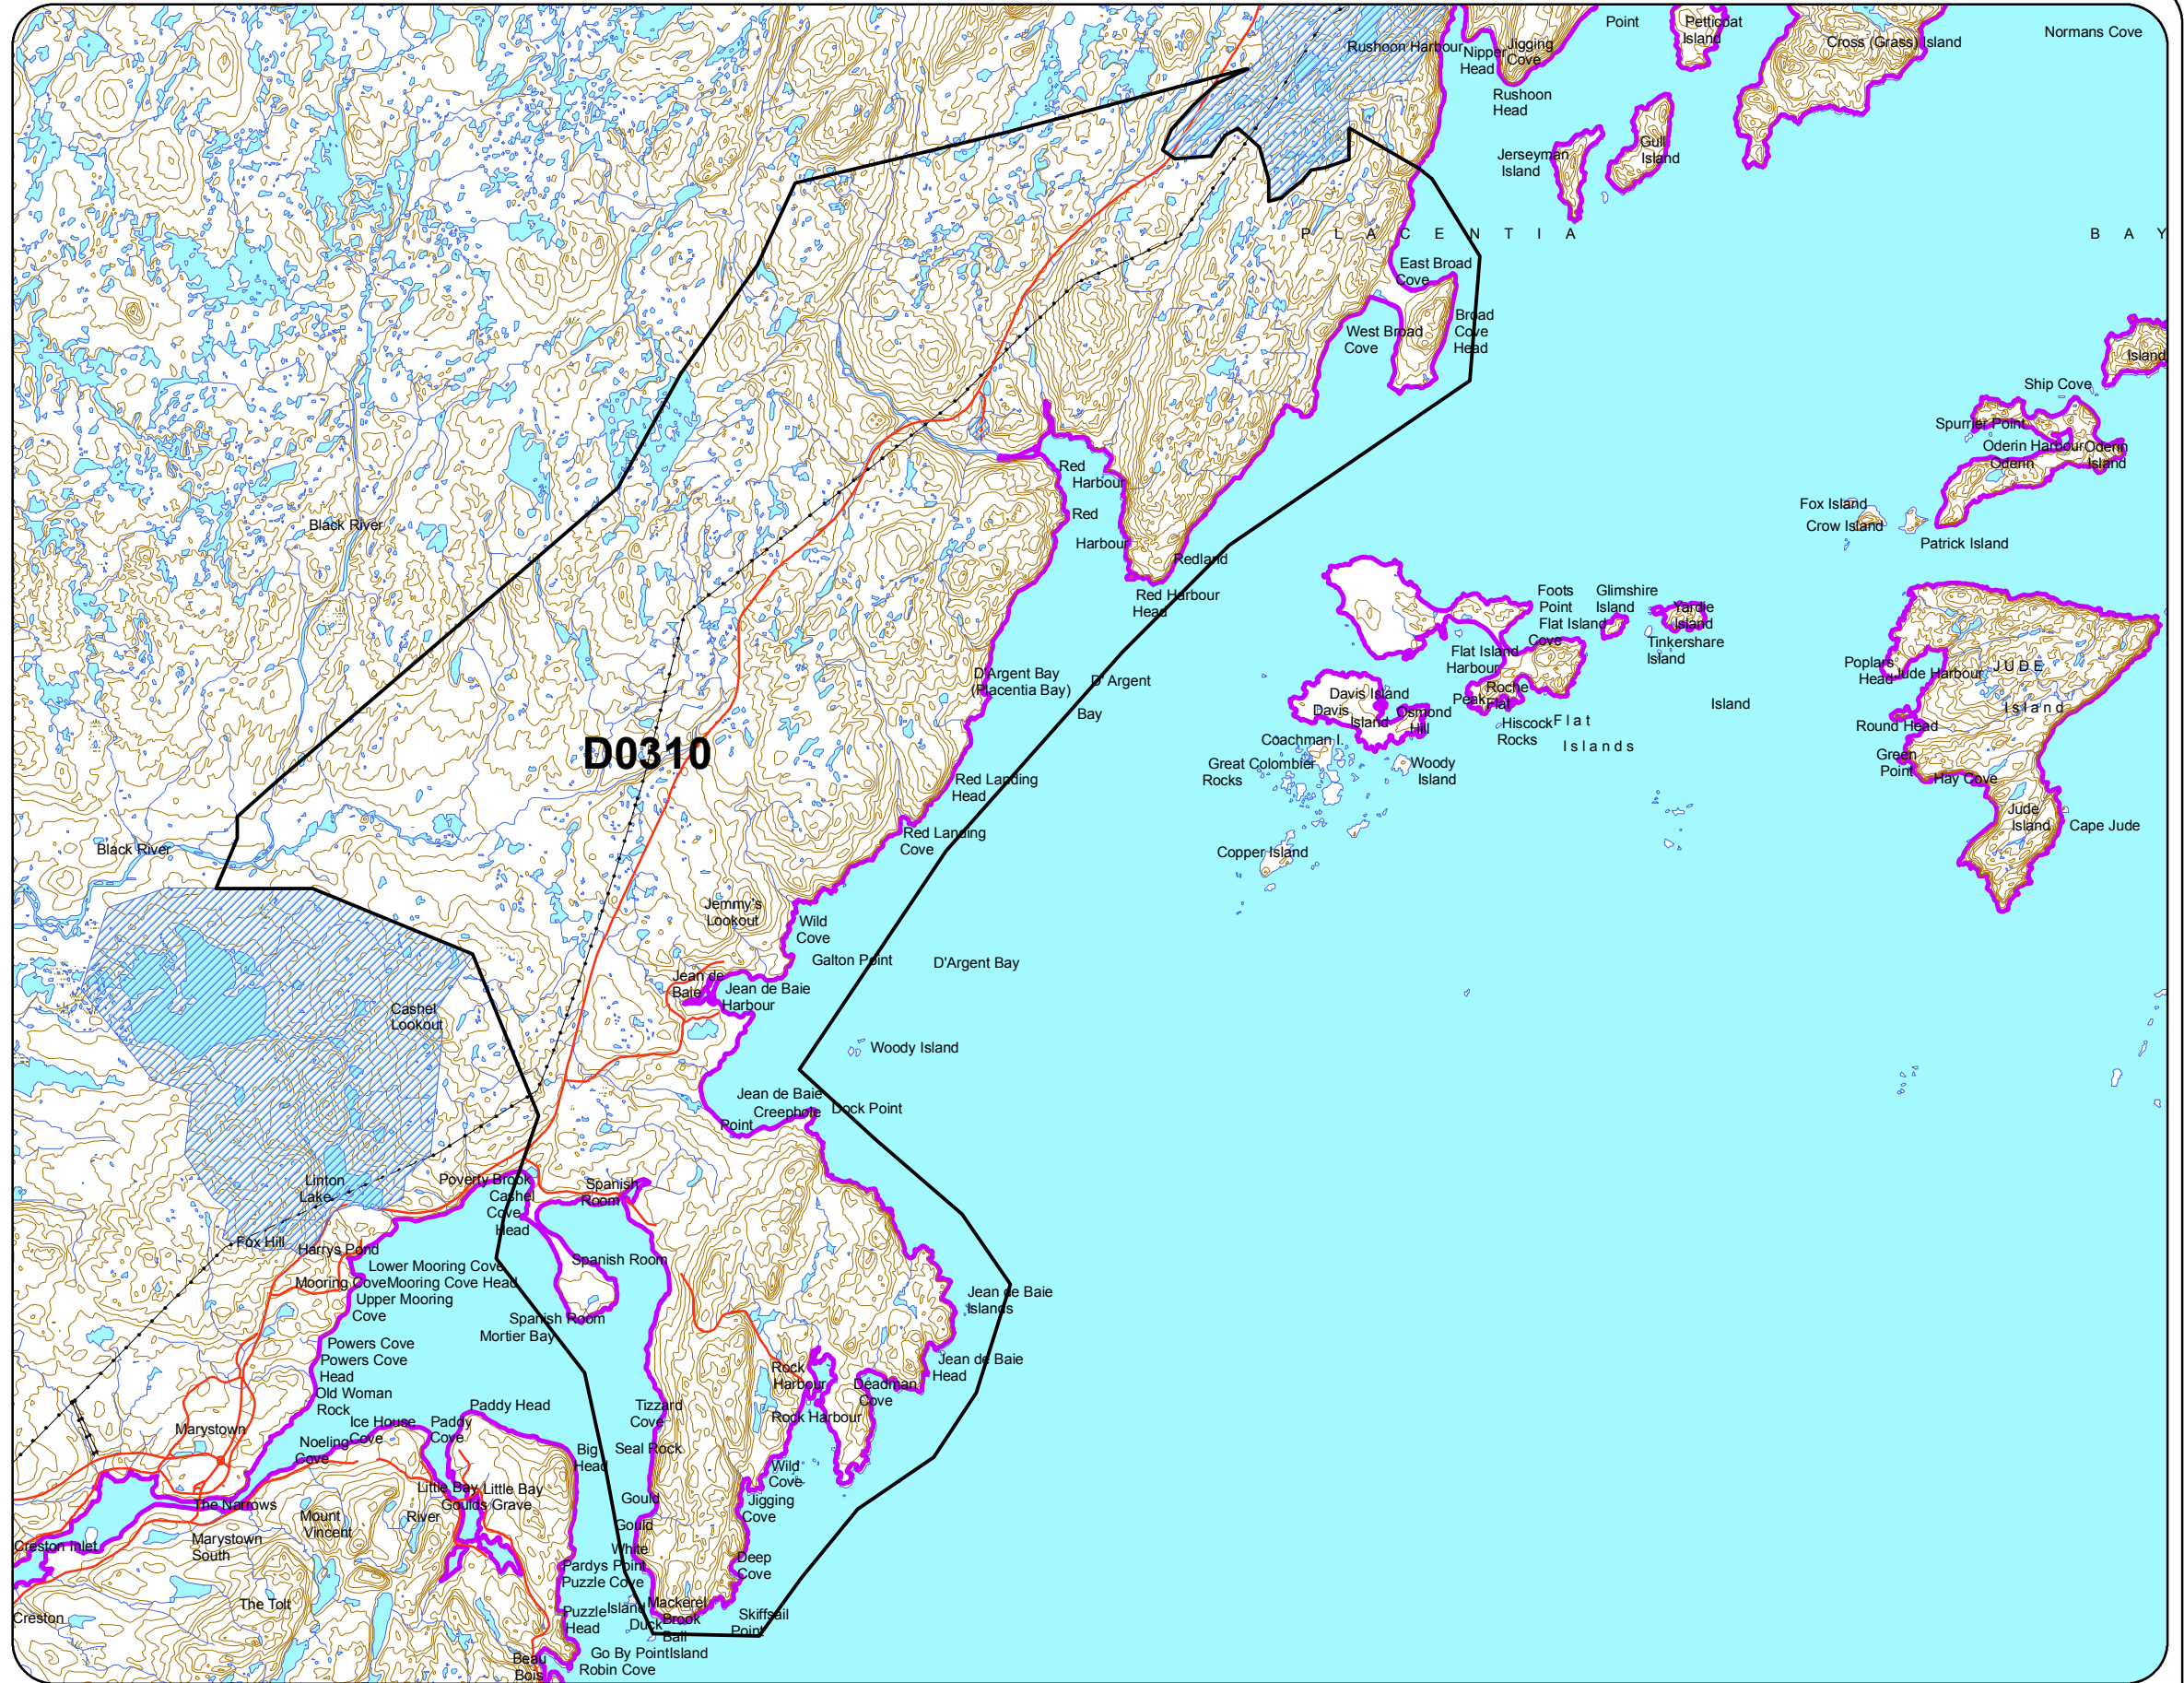 Point
Petticoat
Island
Normans Cove
Rushoon Harbour
Nipper
Head
Jigging
Cove
Cross (Grass) Island
Rushoon
Head
Gull
Island
Jerseyman
Island
P L A C E N T I A
B A Y
East Broad
Cove
West Broad
Cove
Broad
Cove
Head
Island
Ship Cove
Spurrier Point
Oderin Harbour
Oderin
Island
Oderin
Red
Harbour
Red
Harbour
Fox Island
Crow Island
Patrick Island
Black River
Redland
Red Harbour
Head
Foots
Point
Flat Island
Cove
Glimshire
Island
Yardie
Island
Tinkershare
Island
Flat Island
Harbour
Poplars
Head
Jude Harbour
JUDE
Island
D'Argent Bay
(Placentia Bay)
D'Argent
Bay
Davis Island
Davis
Island
Osmond
Hill
Peak
Roche
Flat
Hiscock
Rocks
Flat
Islands
Island
Round Head
Green
Point
Hay Cove
D0310
Coachman I.
Great Colombier
Rocks
Woody
Island
Red Landing
Head
Red Landing
Cove
Jude
Island
Cape Jude
Black River
Copper Island
Jemmy's
Lookout
Wild
Cove
Galton Point
D'Argent Bay
Jean de
Baie
Jean de Baie
Harbour
Cashel
Lookout
Woody Island
Jean de Baie
Creephole
Dock Point
Point
Linton
Lake
Poverty Brook
Cashel
Cove
Head
Spanish
Room
Fox Hill
Harrys Pond
Lower Mooring Cove
Mooring Cove
Mooring Cove Head
Upper Mooring
Cove
Spanish Room
Spanish Room
Mortier Bay
Jean de Baie
Islands
Powers Cove
Powers Cove
Head
Old Woman
Rock
Jean de Baie
Head
Rock
Harbour
Deadman
Cove
Rock Harbour
Paddy Head
Tizzard
Cove
Marystown
Ice House
Cove
Paddy
Cove
Noeling
Cove
Big
Head
Seal Rock
Wild
Cove
Little Bay
Little Bay
Goulds Grave
River
Gould
Jigging
Cove
The Narrows
Mount
Vincent
Gould
Marystown
South
Creston Inlet
White
Pardys Point
Puzzle Cove
Deep
Cove
The Tolt
Creston
Puzzle
Head
Island
Mackerel
Brook
Duck
Ball
Skiffsail
Point
Go By Point
Island
Robin Cove
Beau
Bois